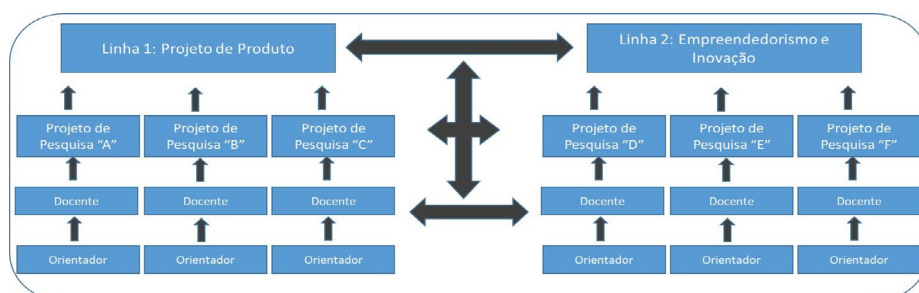 Linha 1: Projeto de Produto
Linha 2: Empreendedorismo e
Inovação
Projeto de
Pesquisa "A"
Projeto de
Pesquisa "B"
Projeto de
Pesquisa "C"
Projeto de
Pesquisa "D"
Projeto de
Pesquisa "E"
Projeto de
Pesquisa "F"
Docente
Docente
Docente
Docente
Docente
Docente
Orientador
Orientador
Orientador
Orientador
Orientador
Orientador